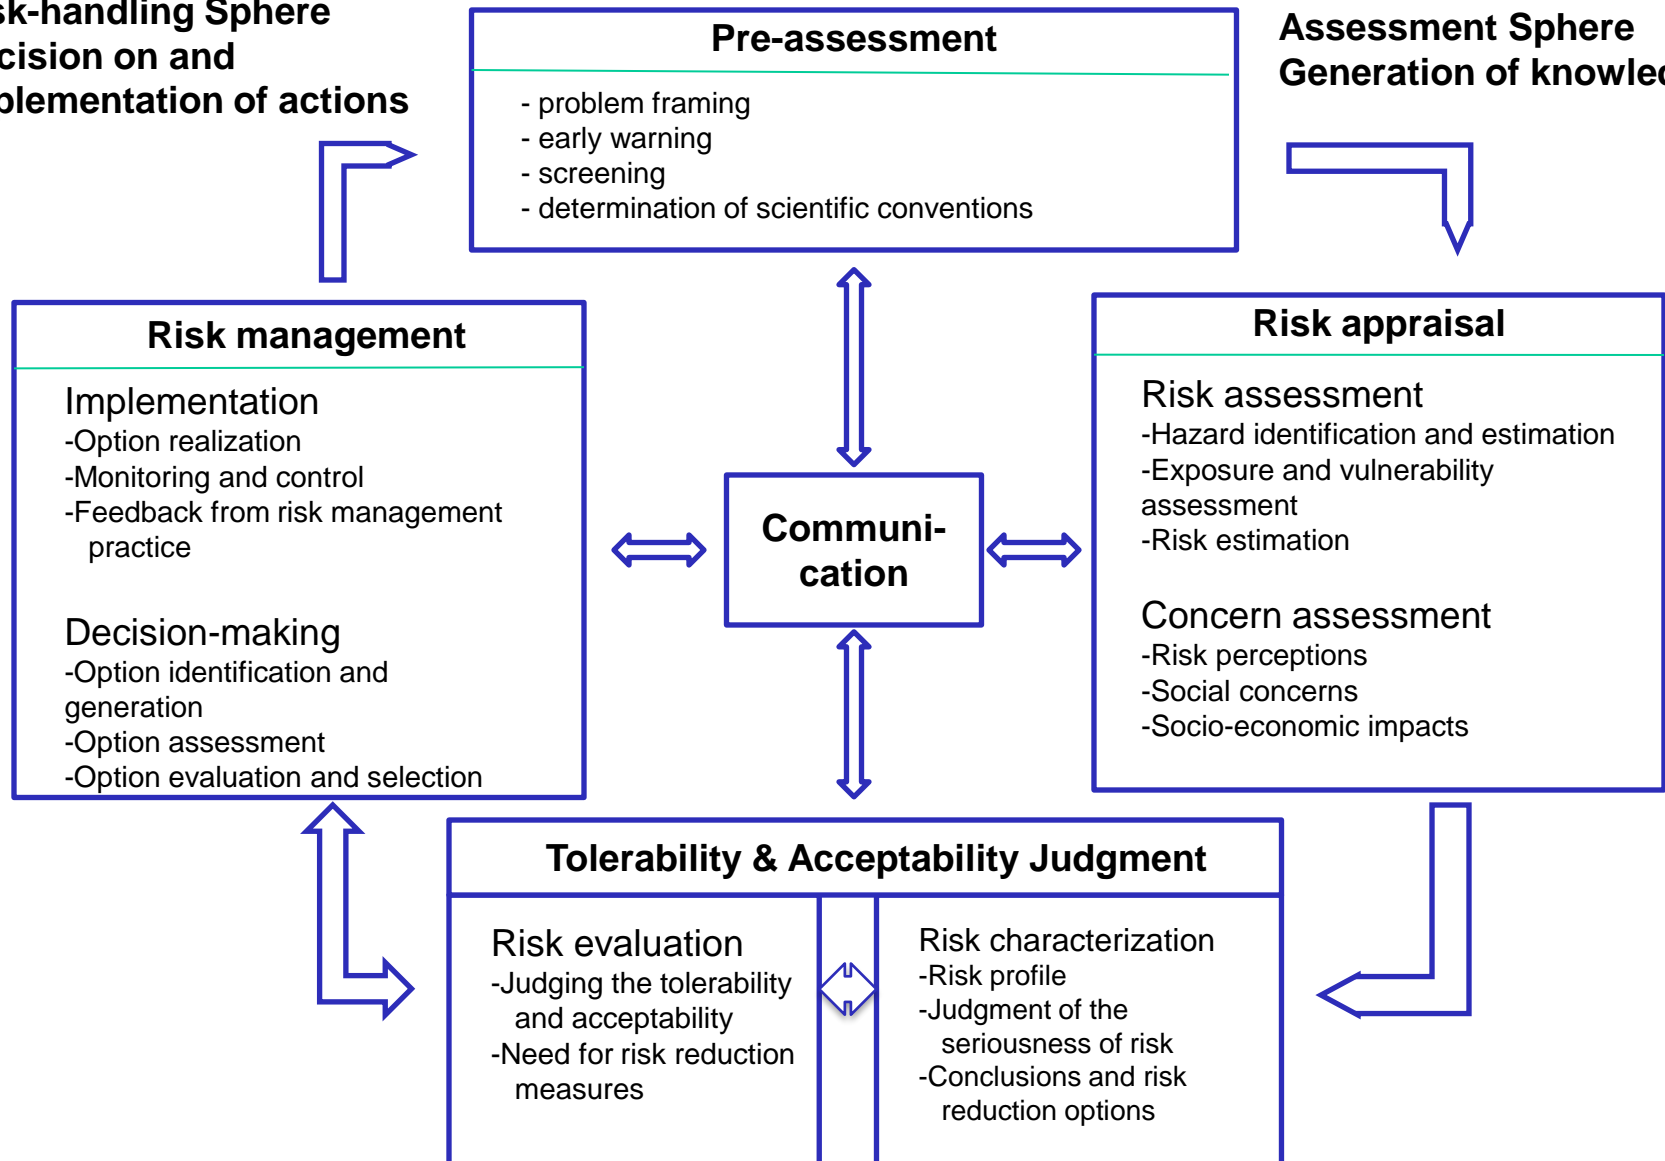 sk-handling Sphere
cision on and
plementation of actions
Pre-assessment
- problem framing
- early warning
- screening
- determination of scientific conventions
Assessment Sphere
Generation of knowled
Risk management
Implementation
-Option realization
-Monitoring and control
-Feedback from risk management
practice
Decision-making
-Option identification and
generation
-Option assessment
-Option evaluation and selection
Communi-
cation
Risk appraisal
Risk assessment
-Hazard identification and estimation
-Exposure and vulnerability
assessment
-Risk estimation
Concern assessment
-Risk perceptions
-Social concerns
-Socio-economic impacts
Tolerability & Acceptability Judgment
Risk evaluation
-Judging the tolerability
and acceptability
-Need for risk reduction
measures
Risk characterization
-Risk profile
-Judgment of the
seriousness of risk
-Conclusions and risk
reduction options